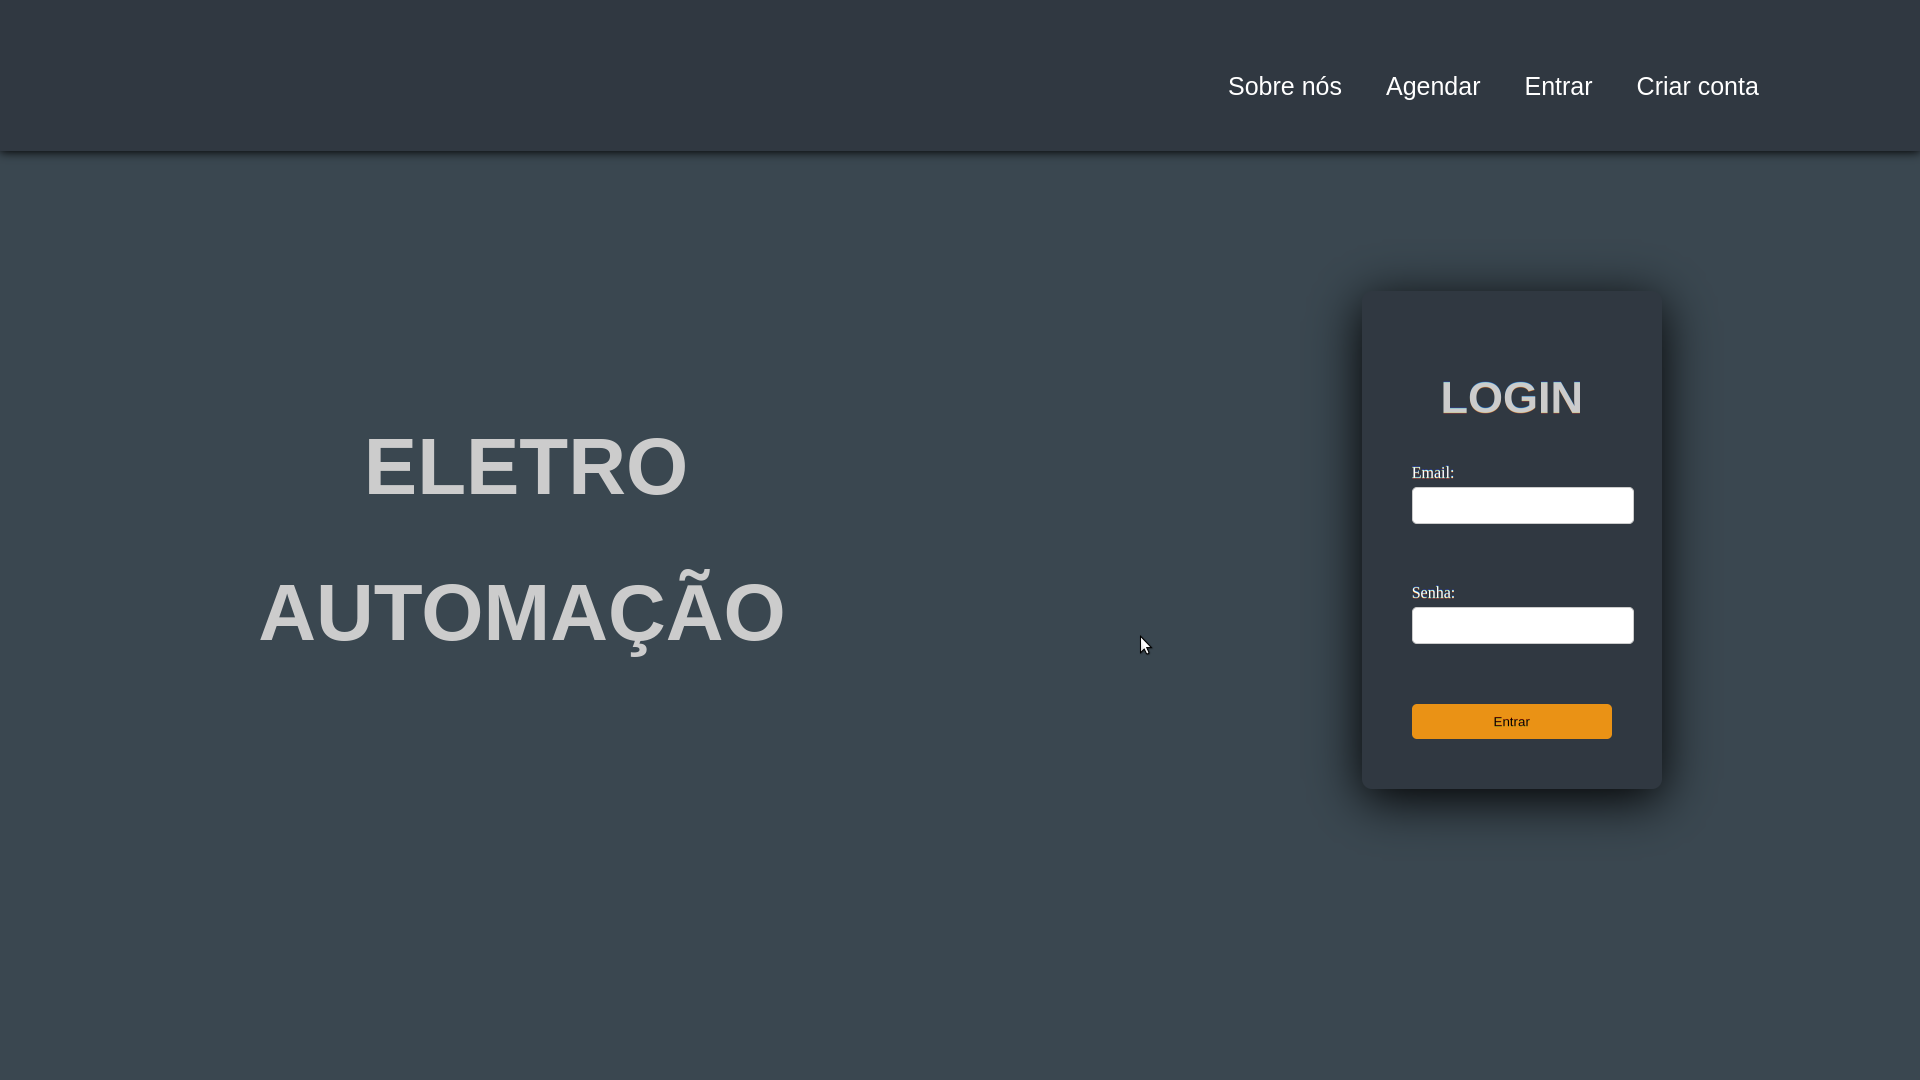 Sobre nós Agendar Entrar Criar conta
ELETRO
AUTOMAÇÃO
LOGIN
Email:
Senha:
Entrar